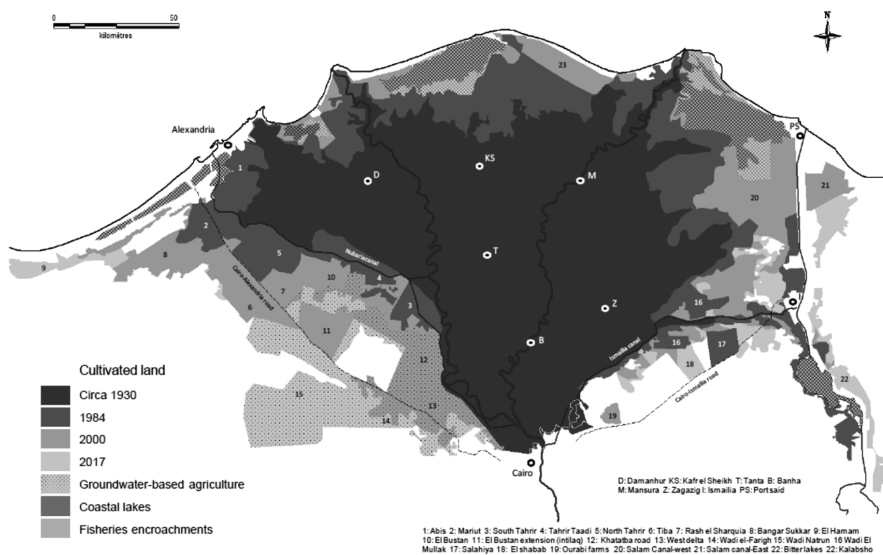 0 50
kilomètres
N
Alexandria
23
PS
1
D
KS
M
20
21
2
Nubariacanal
T
9
8
5
Cairo-Alexandria road
7
10
4
6
3
Z
16
11
B
Ismailia canal
12
16
17
18
Cairo-Ismailia road
22
15
14
13
19
Cairo
Cultivated land
Circa 1930
1984
2000
2017
Groundwater-based agriculture
Coastal lakes
Fisheries encroachments
D: Damanhur KS: Kafrel Sheikh T: Tanta B: Banha
M: Mansura Z: Zagazig I: Ismailia PS: Portsaid
1: Abis 2: Mariut 3: South Tahrir 4: Tahrir Taadi 5: North Tahrir 6: Tiba 7: Rash el Sharquia 8: Bangar Sukkar 9: El Hamam
10: El Bustan 11: El Bustan extension (intilaq) 12: Khatatba road 13: West delta 14: Wadi el-Farigh 15: Wadi Natrun 16 Wadi El
Mullak 17: Salahiya 18: El shabab 19: Ourabi farms 20: Salam Canal-west 21: Salam canal-East 22: Bitter lakes 22: Kalabsho